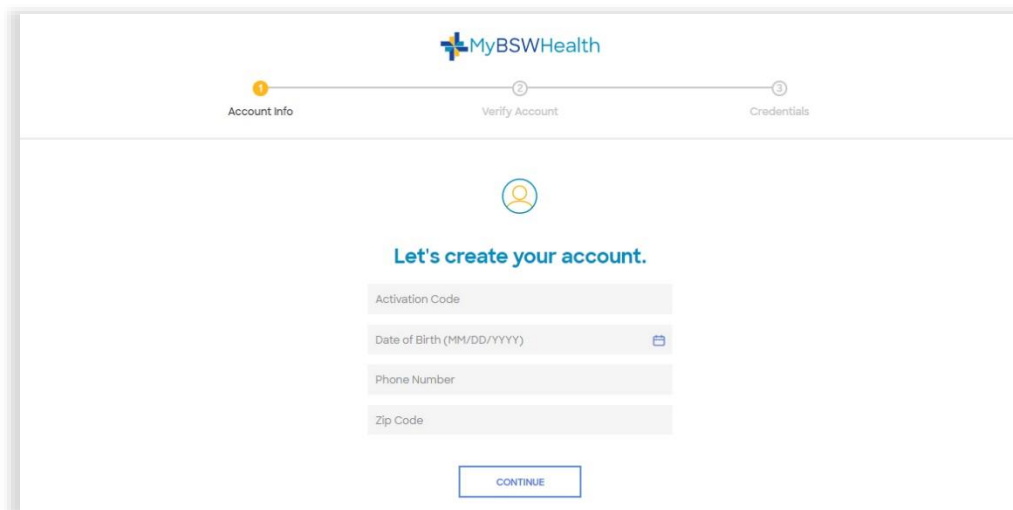 MyBSWHealth
1 2 3
Account Info Verify Account Credentials
Let's create your account.
Activation Code
Date of Birth (MM/DD/YYYY)
Phone Number
Zip Code
CONTINUE